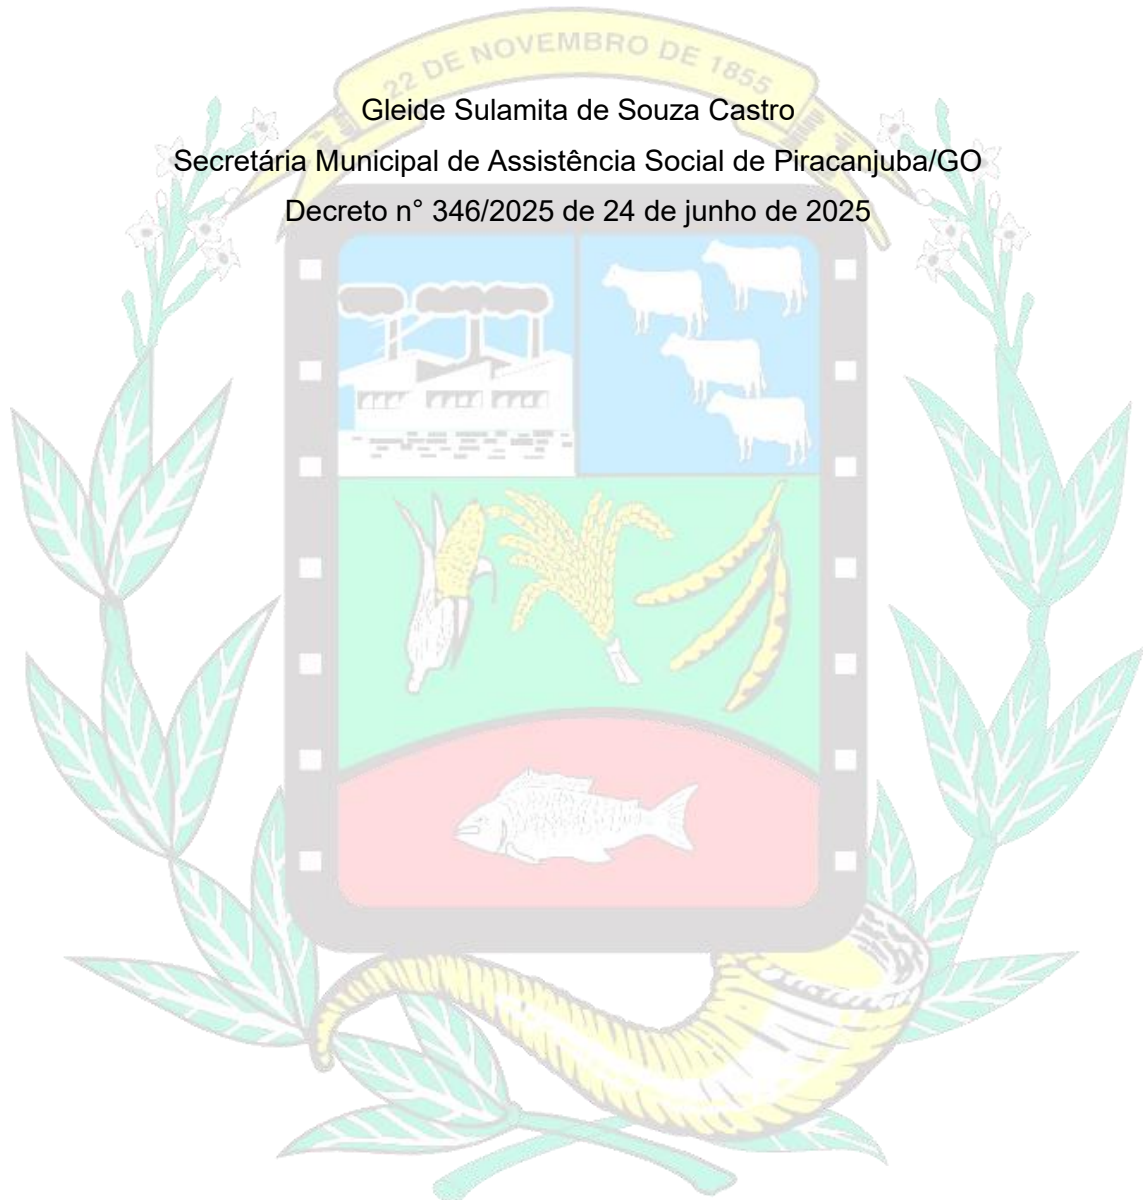 22 DE NOVEMBRO DE 1855
Gleide Sulamita de Souza Castro
Secretária Municipal de Assistência Social de Piracanjuba/GO
Decreto n° 346/2025 de 24 de junho de 2025